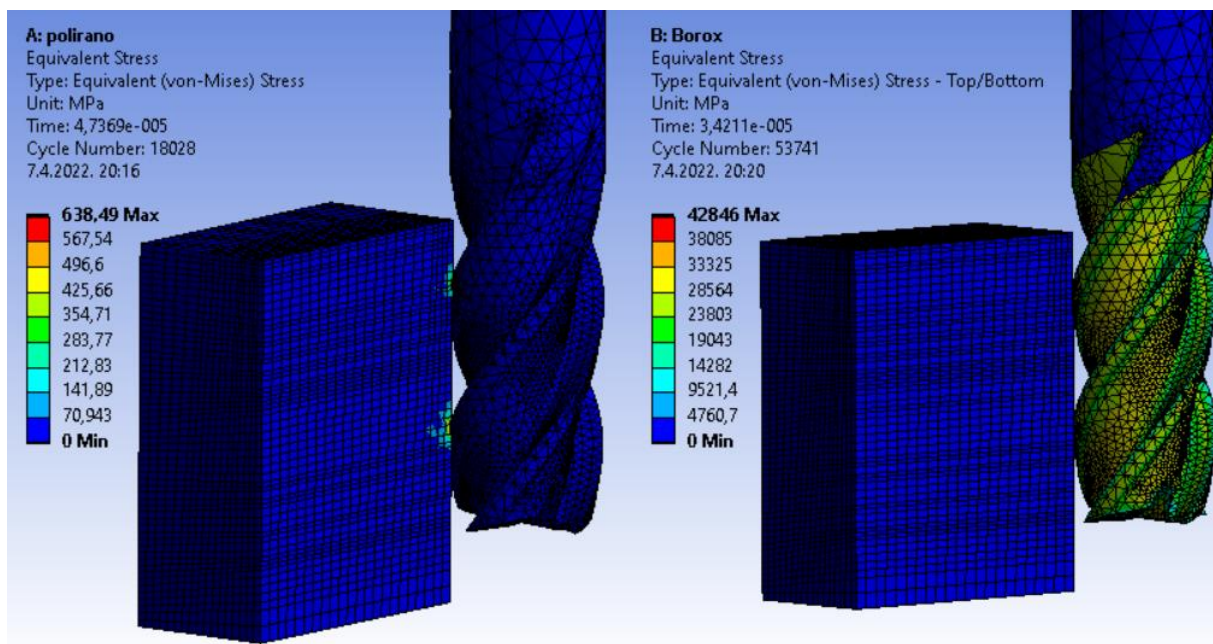 A: polirano
Equivalent Stress
Type: Equivalent (von-Mises) Stress
Unit: MPa
Time: 4,7369e-005
Cycle Number: 18028
7.4.2022. 20:16
638,49 Max
567,54
496,6
425,66
354,71
283,77
212,83
141,89
70,943
0 Min
B: Borox
Equivalent Stress
Type: Equivalent (von-Mises) Stress - Top/Bottom
Unit: MPa
Time: 3,4211e-005
Cycle Number: 53741
7.4.2022. 20:20
42846 Max
38085
33325
28564
23803
19043
14282
9521,4
4760,7
0 Min